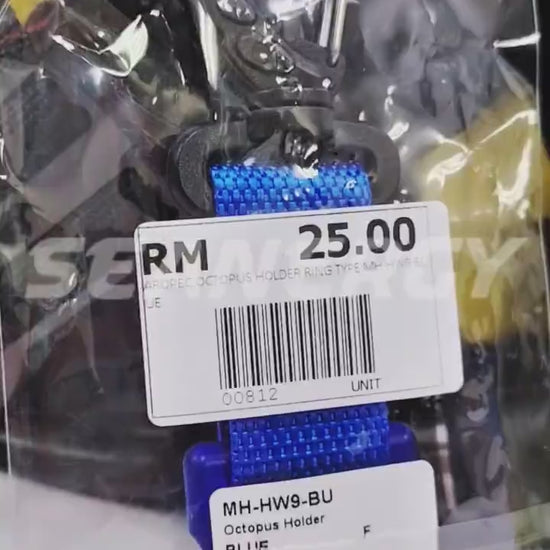 SEANERGY
RM 25.00
AROPEC OCTOPUS HOLDER RING TYPE MH-HW9 BL
UE
00812
UNIT
MH-HW9-BU
Octopus Holder
BLUE F